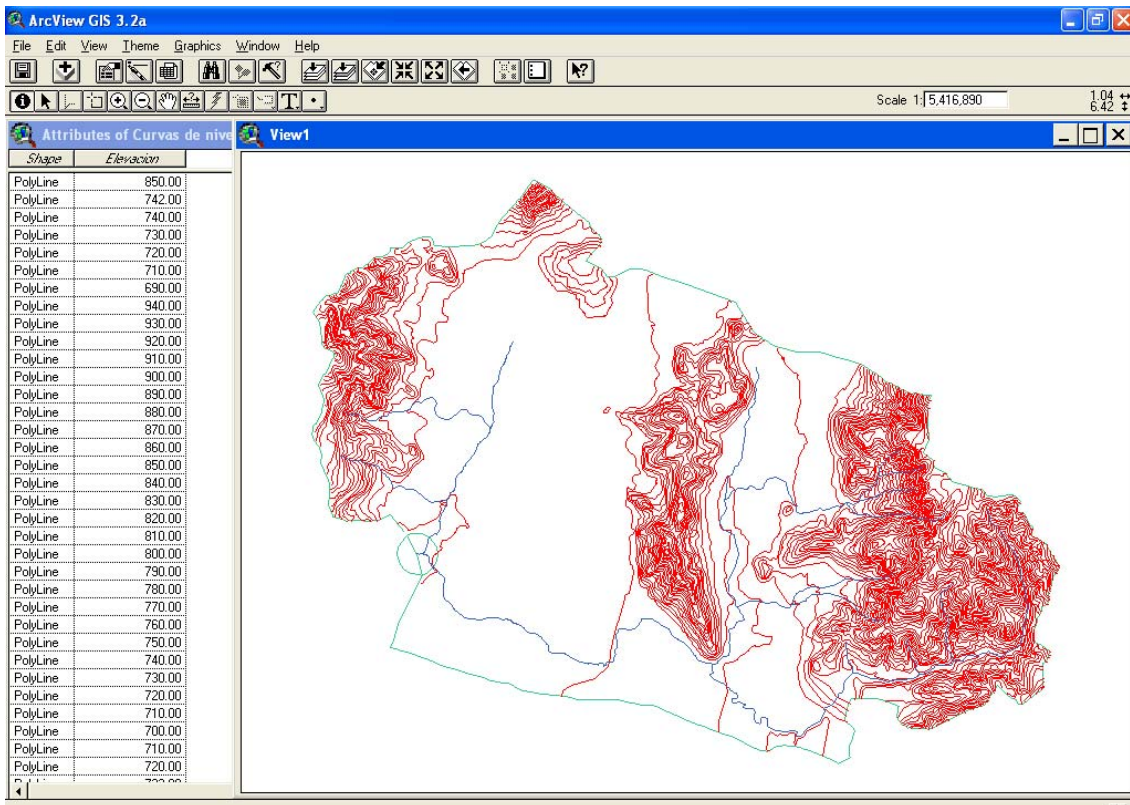 ArcView GIS 3.2a
File Edit View Theme Graphics Window Help
Scale 1: 5,416,890
1.04
6.42
Attributes of Curvas de nive
View1
Shape Elevacion
PolyLine 850.00
PolyLine 742.00
PolyLine 740.00
PolyLine 730.00
PolyLine 720.00
PolyLine 710.00
PolyLine 690.00
PolyLine 940.00
PolyLine 930.00
PolyLine 920.00
PolyLine 910.00
PolyLine 900.00
PolyLine 890.00
PolyLine 880.00
PolyLine 870.00
PolyLine 860.00
PolyLine 850.00
PolyLine 840.00
PolyLine 830.00
PolyLine 820.00
PolyLine 810.00
PolyLine 800.00
PolyLine 790.00
PolyLine 780.00
PolyLine 770.00
PolyLine 760.00
PolyLine 750.00
PolyLine 740.00
PolyLine 730.00
PolyLine 720.00
PolyLine 710.00
PolyLine 700.00
PolyLine 710.00
PolyLine 720.00